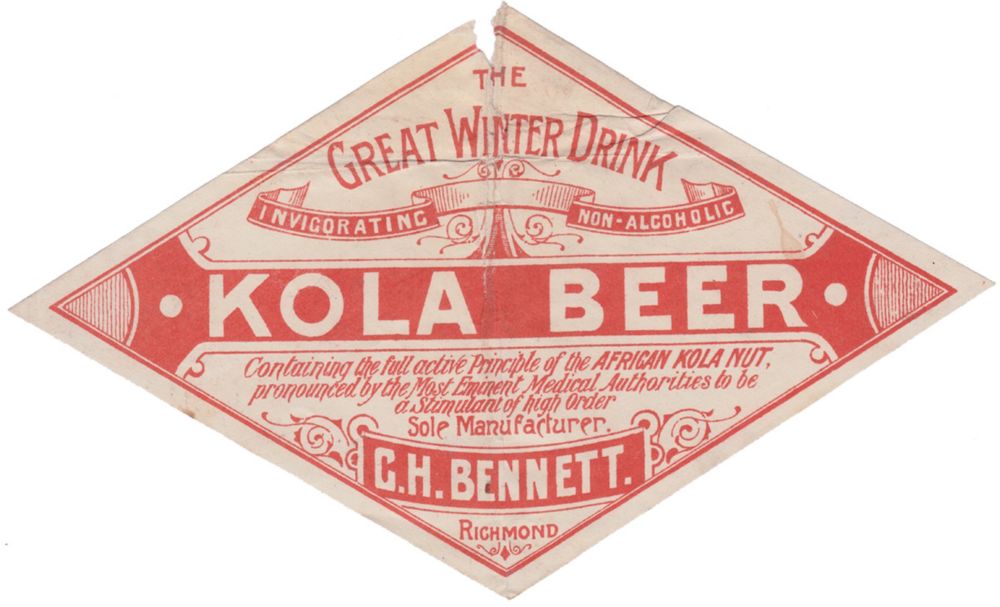 THE
GREAT WINTER DRINK
INVIGORATING NON-ALCOHOLIC
KOLA BEER
Containing the full active Principle of the AFRICAN KOLA NUT,
pronounced by the Most Eminent Medical Authorities to be
a Stimulant of high Order
Sole Manufacturer.
C.H. BENNETT.
RICHMOND